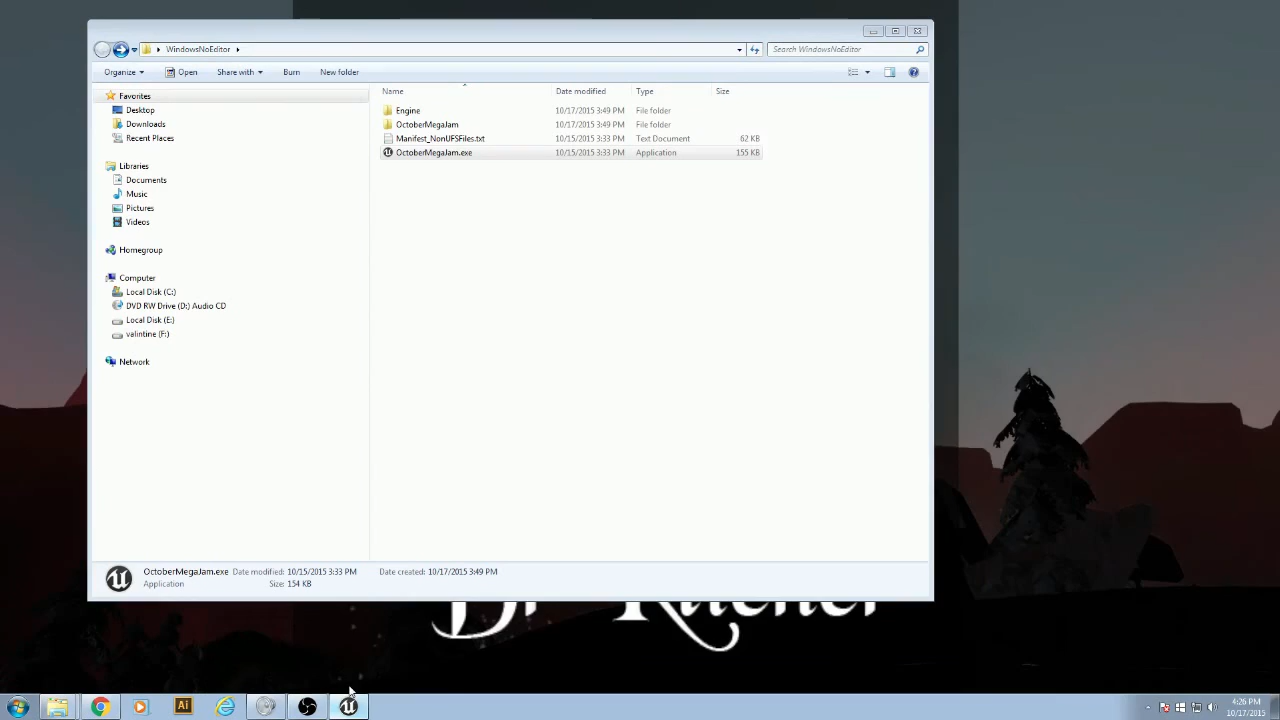 WindowsNoEditor
Search WindowsNoEditor
Organize Open Share with Burn New folder
Name Date modified Type Size
Favorites
Desktop
Downloads
Recent Places
Libraries
Documents
Music
Pictures
Videos
Homegroup
Computer
Local Disk (C:)
DVD RW Drive (D:) Audio CD
Local Disk (E:)
valintine (F:)
Network
Engine 10/17/2015 3:49 PM File folder
OctoberMegaJam 10/17/2015 3:49 PM File folder
Manifest_NonUFSFiles.txt 10/15/2015 3:33 PM Text Document 62 KB
OctoberMegaJam.exe 10/15/2015 3:33 PM Application 155 KB
OctoberMegaJam.exe Date modified: 10/15/2015 3:33 PM Date created: 10/17/2015 3:49 PM
Application Size: 154 KB
Ai
4:26 PM
10/17/2015